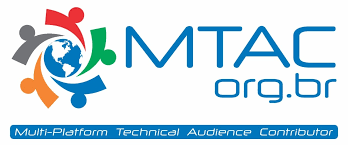 MTAC
org.br
Multi-Platform Technical Audience Contributor